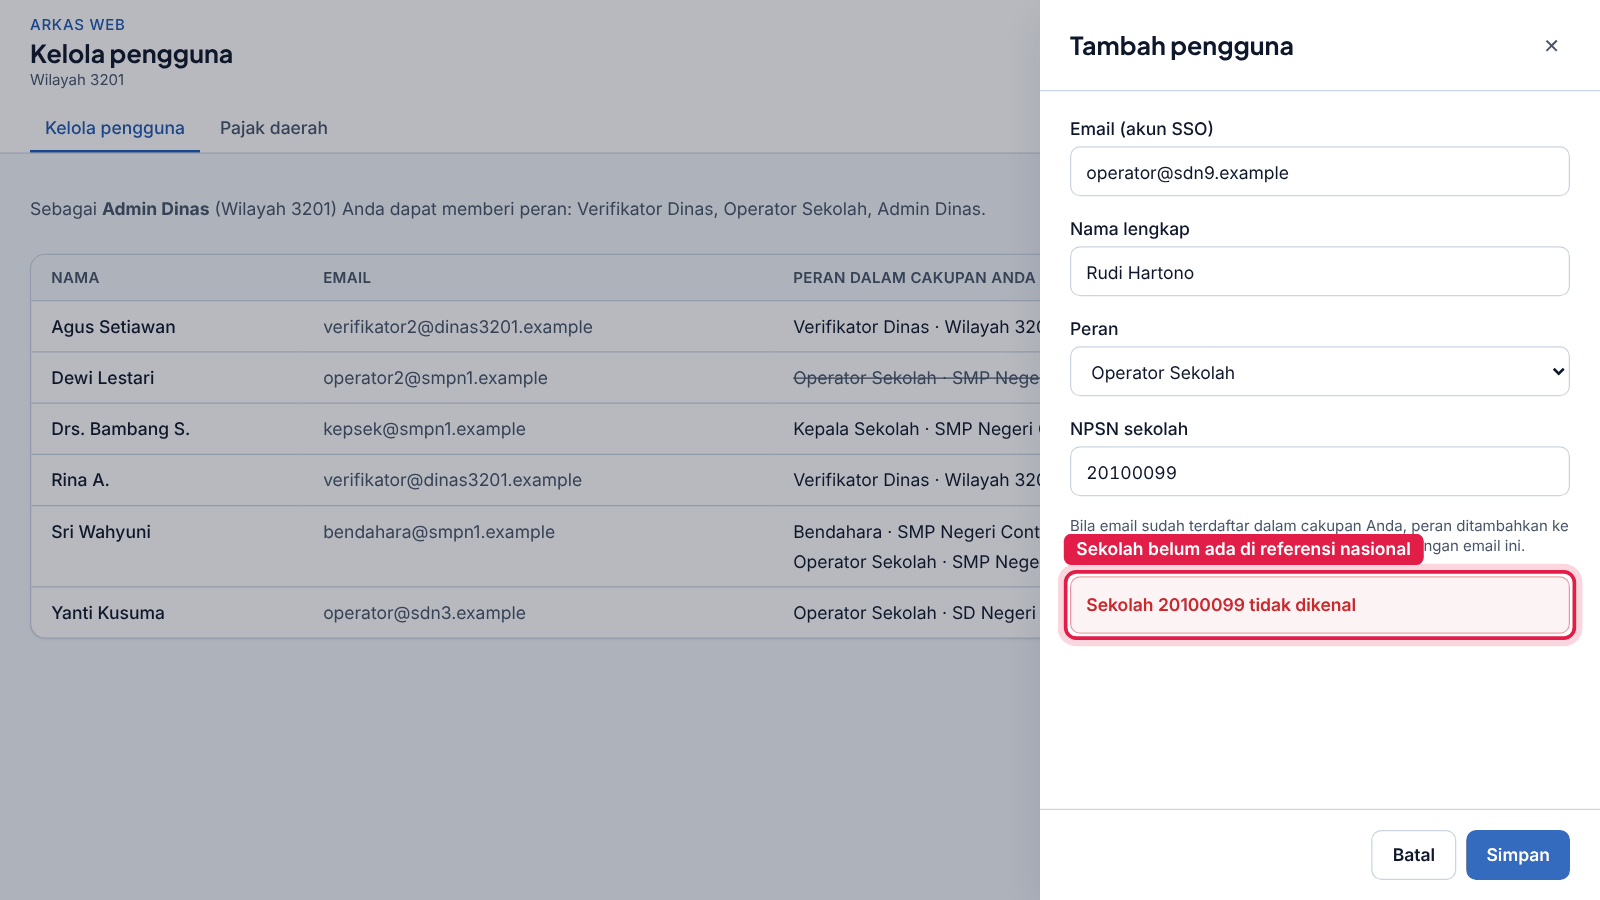 ARKAS WEB
Kelola pengguna
Wilayah 3201
Kelola pengguna
Pajak daerah
Sebagai Admin Dinas (Wilayah 3201) Anda dapat memberi peran: Verifikator Dinas, Operator Sekolah, Admin Dinas.
NAMA EMAIL PERAN DALAM CAKUPAN ANDA
Agus Setiawan verifikator2@dinas3201.example Verifikator Dinas · Wilayah 320
Dewi Lestari operator2@smpn1.example Operator Sekolah · SMP Nege
Drs. Bambang S. kepsek@smpn1.example Kepala Sekolah · SMP Negeri
Rina A. verifikator@dinas3201.example Verifikator Dinas · Wilayah 320
Sri Wahyuni bendahara@smpn1.example Bendahara · SMP Negeri Cont
Operator Sekolah · SMP Nege
Yanti Kusuma operator@sdn3.example Operator Sekolah · SD Negeri
Tambah pengguna
×
Email (akun SSO)
operator@sdn9.example
Nama lengkap
Rudi Hartono
Peran
Operator Sekolah
NPSN sekolah
20100099
Bila email sudah terdaftar dalam cakupan Anda, peran ditambahkan ke
ngan email ini.
Sekolah belum ada di referensi nasional
Sekolah 20100099 tidak dikenal
Batal
Simpan